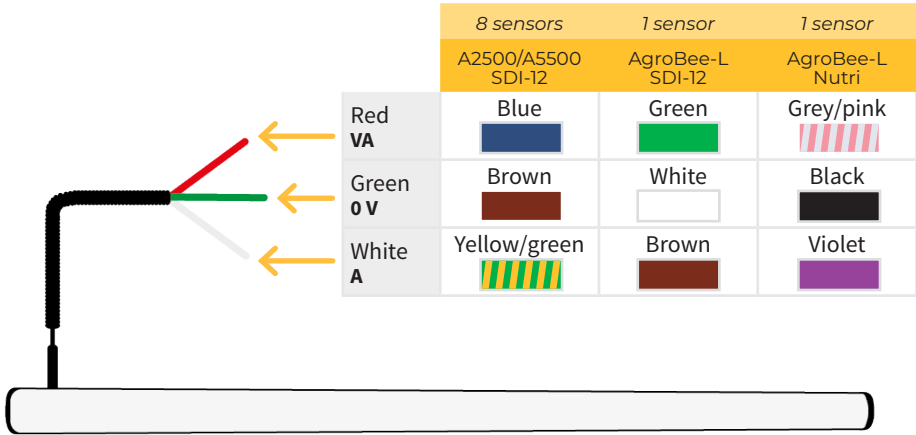 8 sensors 1 sensor 1 sensor
A2500/A5500 AgroBee-L AgroBee-L
SDI-12 SDI-12 Nutri
Red Blue Green Grey/pink
VA
Green Brown White Black
0 V
White Yellow/green Brown Violet
A